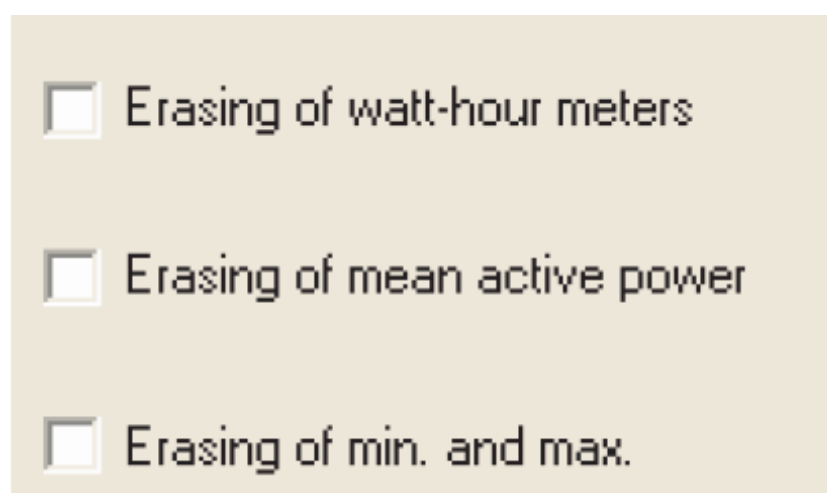 Erasing of watt-hour meters
Erasing of mean active power
Erasing of min. and max.